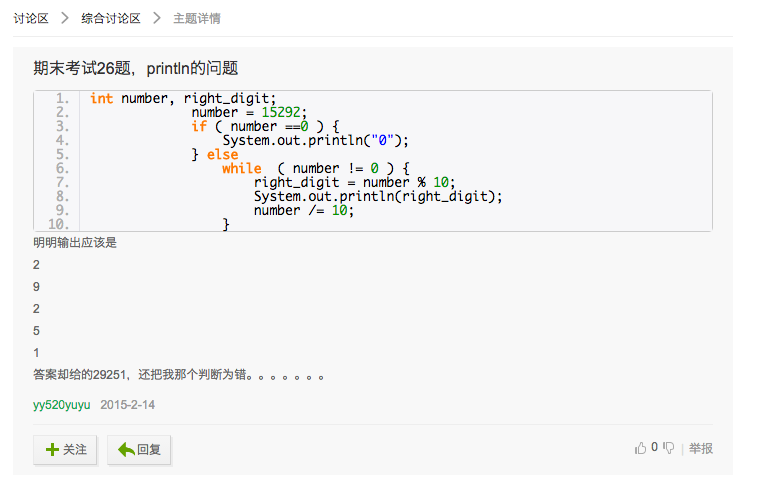 讨论区 > 综合讨论区 > 主题详情
期末考试26题，println的问题
1. int number, right_digit;
2. number = 15292;
3. if ( number ==0 ) {
4. System.out.println("0");
5. } else
6. while  ( number != 0 ) {
7. right_digit = number % 10;
8. System.out.println(right_digit);
9. number /= 10;
10. }
明明输出应该是
2
9
2
5
1
答案却给的29251，还把我那个判断为错。。。。。。。
yy520yuyu 2015-2-14
关注 回复 0 | 举报